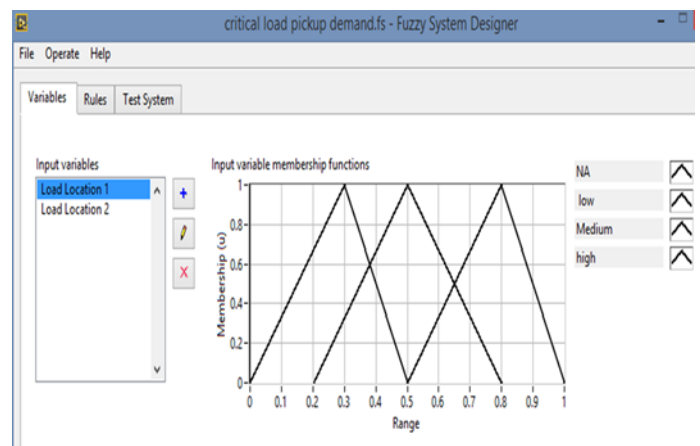 critical load pickup demand.fs - Fuzzy System Designer
File Operate Help
Variables Rules Test System
Input variables
Load Location 1
Load Location 2
Input variable membership functions
Membership (u)
1
0.8
0.6
0.4
0.2
0
0 0.1 0.2 0.3 0.4 0.5 0.6 0.7 0.8 0.9 1
Range
NA
low
Medium
high